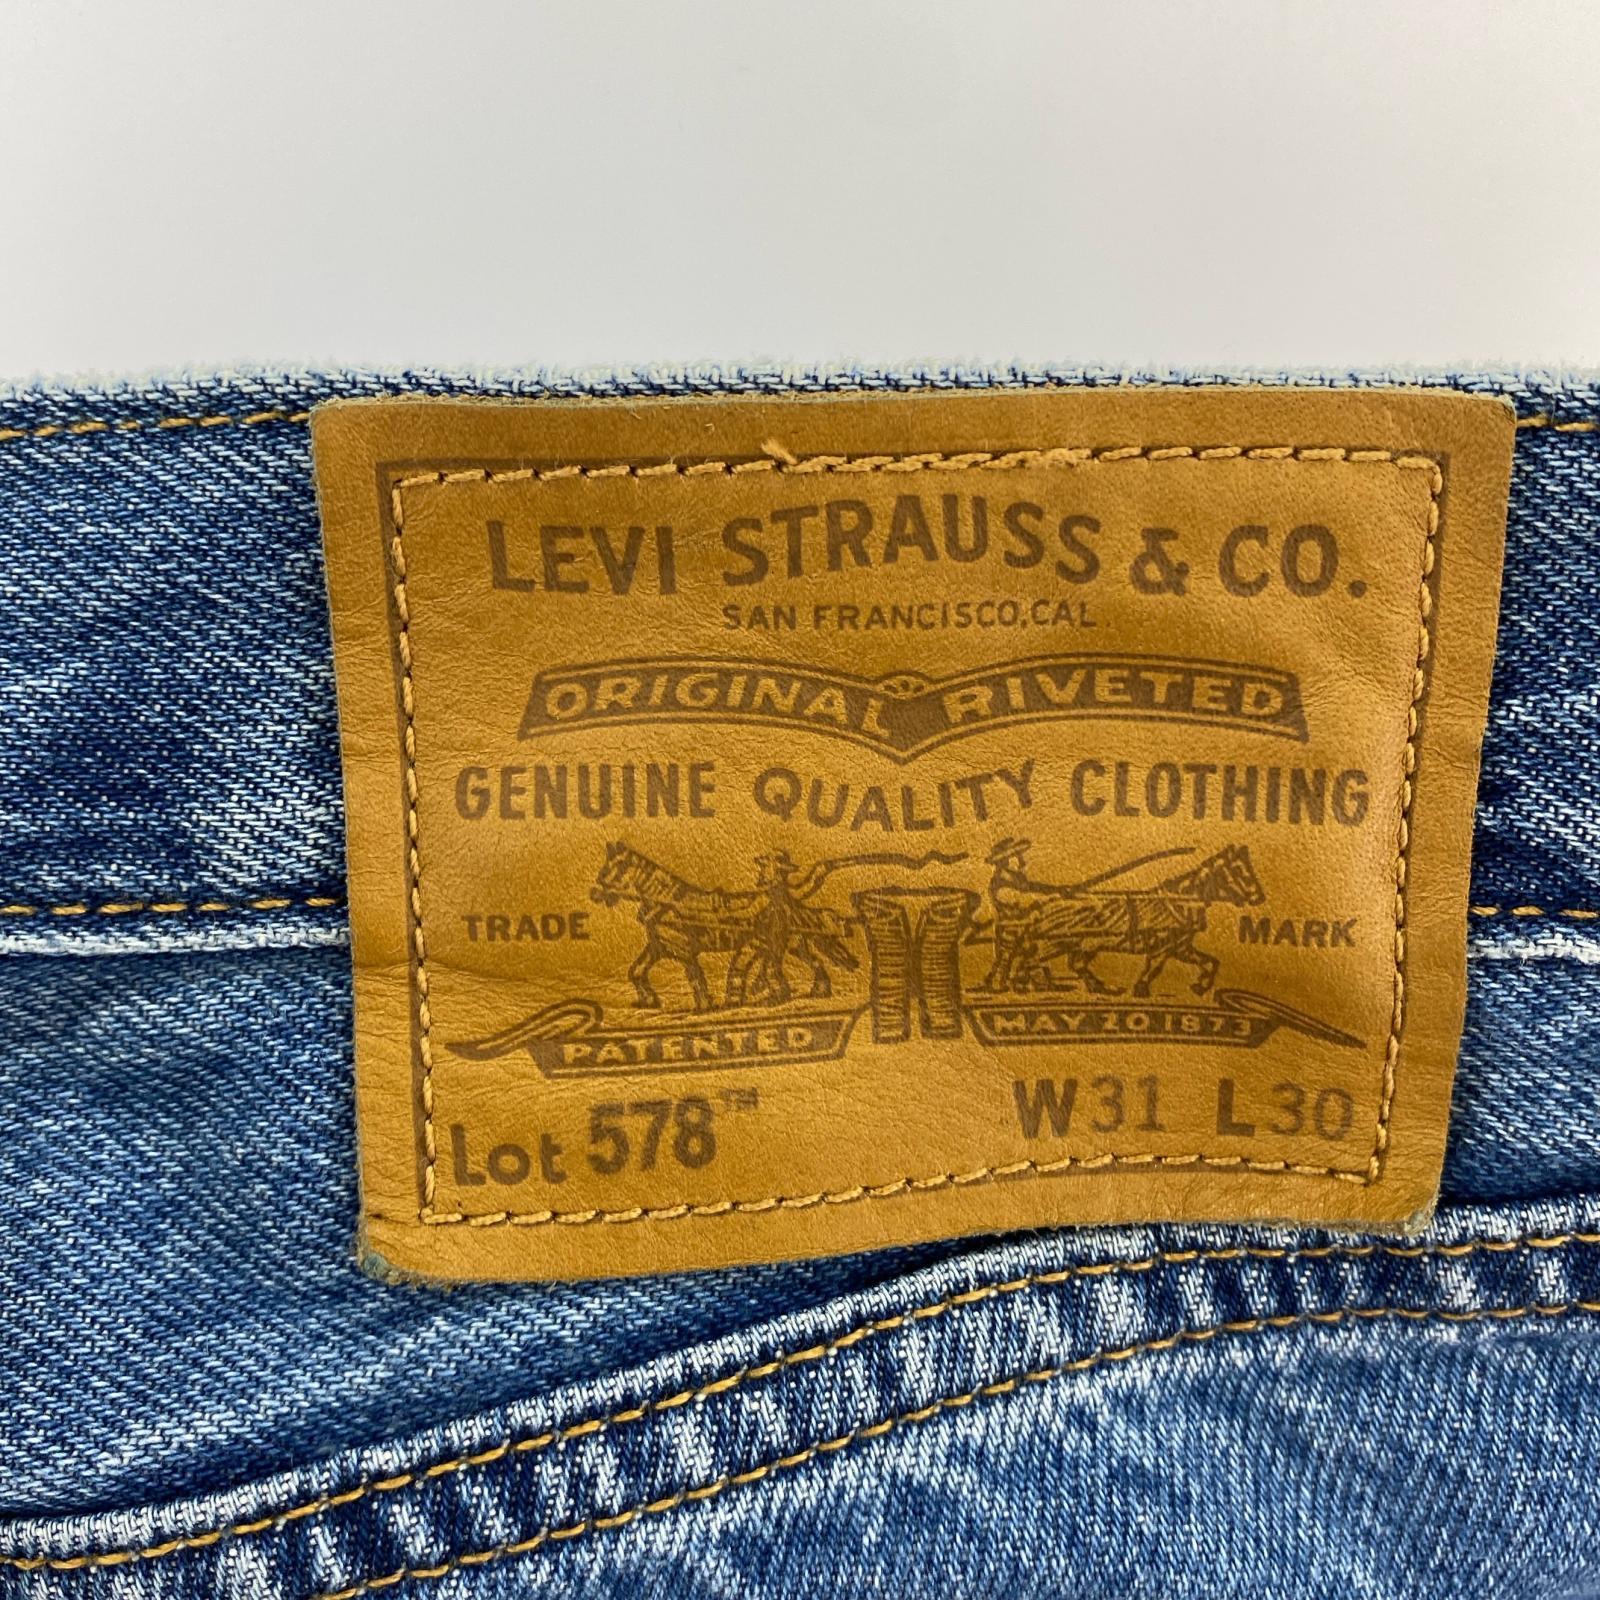 LEVI STRAUSS & CO.
SAN FRANCISCO,CAL.
ORIGINAL RIVETED
GENUINE QUALITY CLOTHING
TRADE MARK
PATENTED MAY 20 1873
Lot 578™ W31 L30